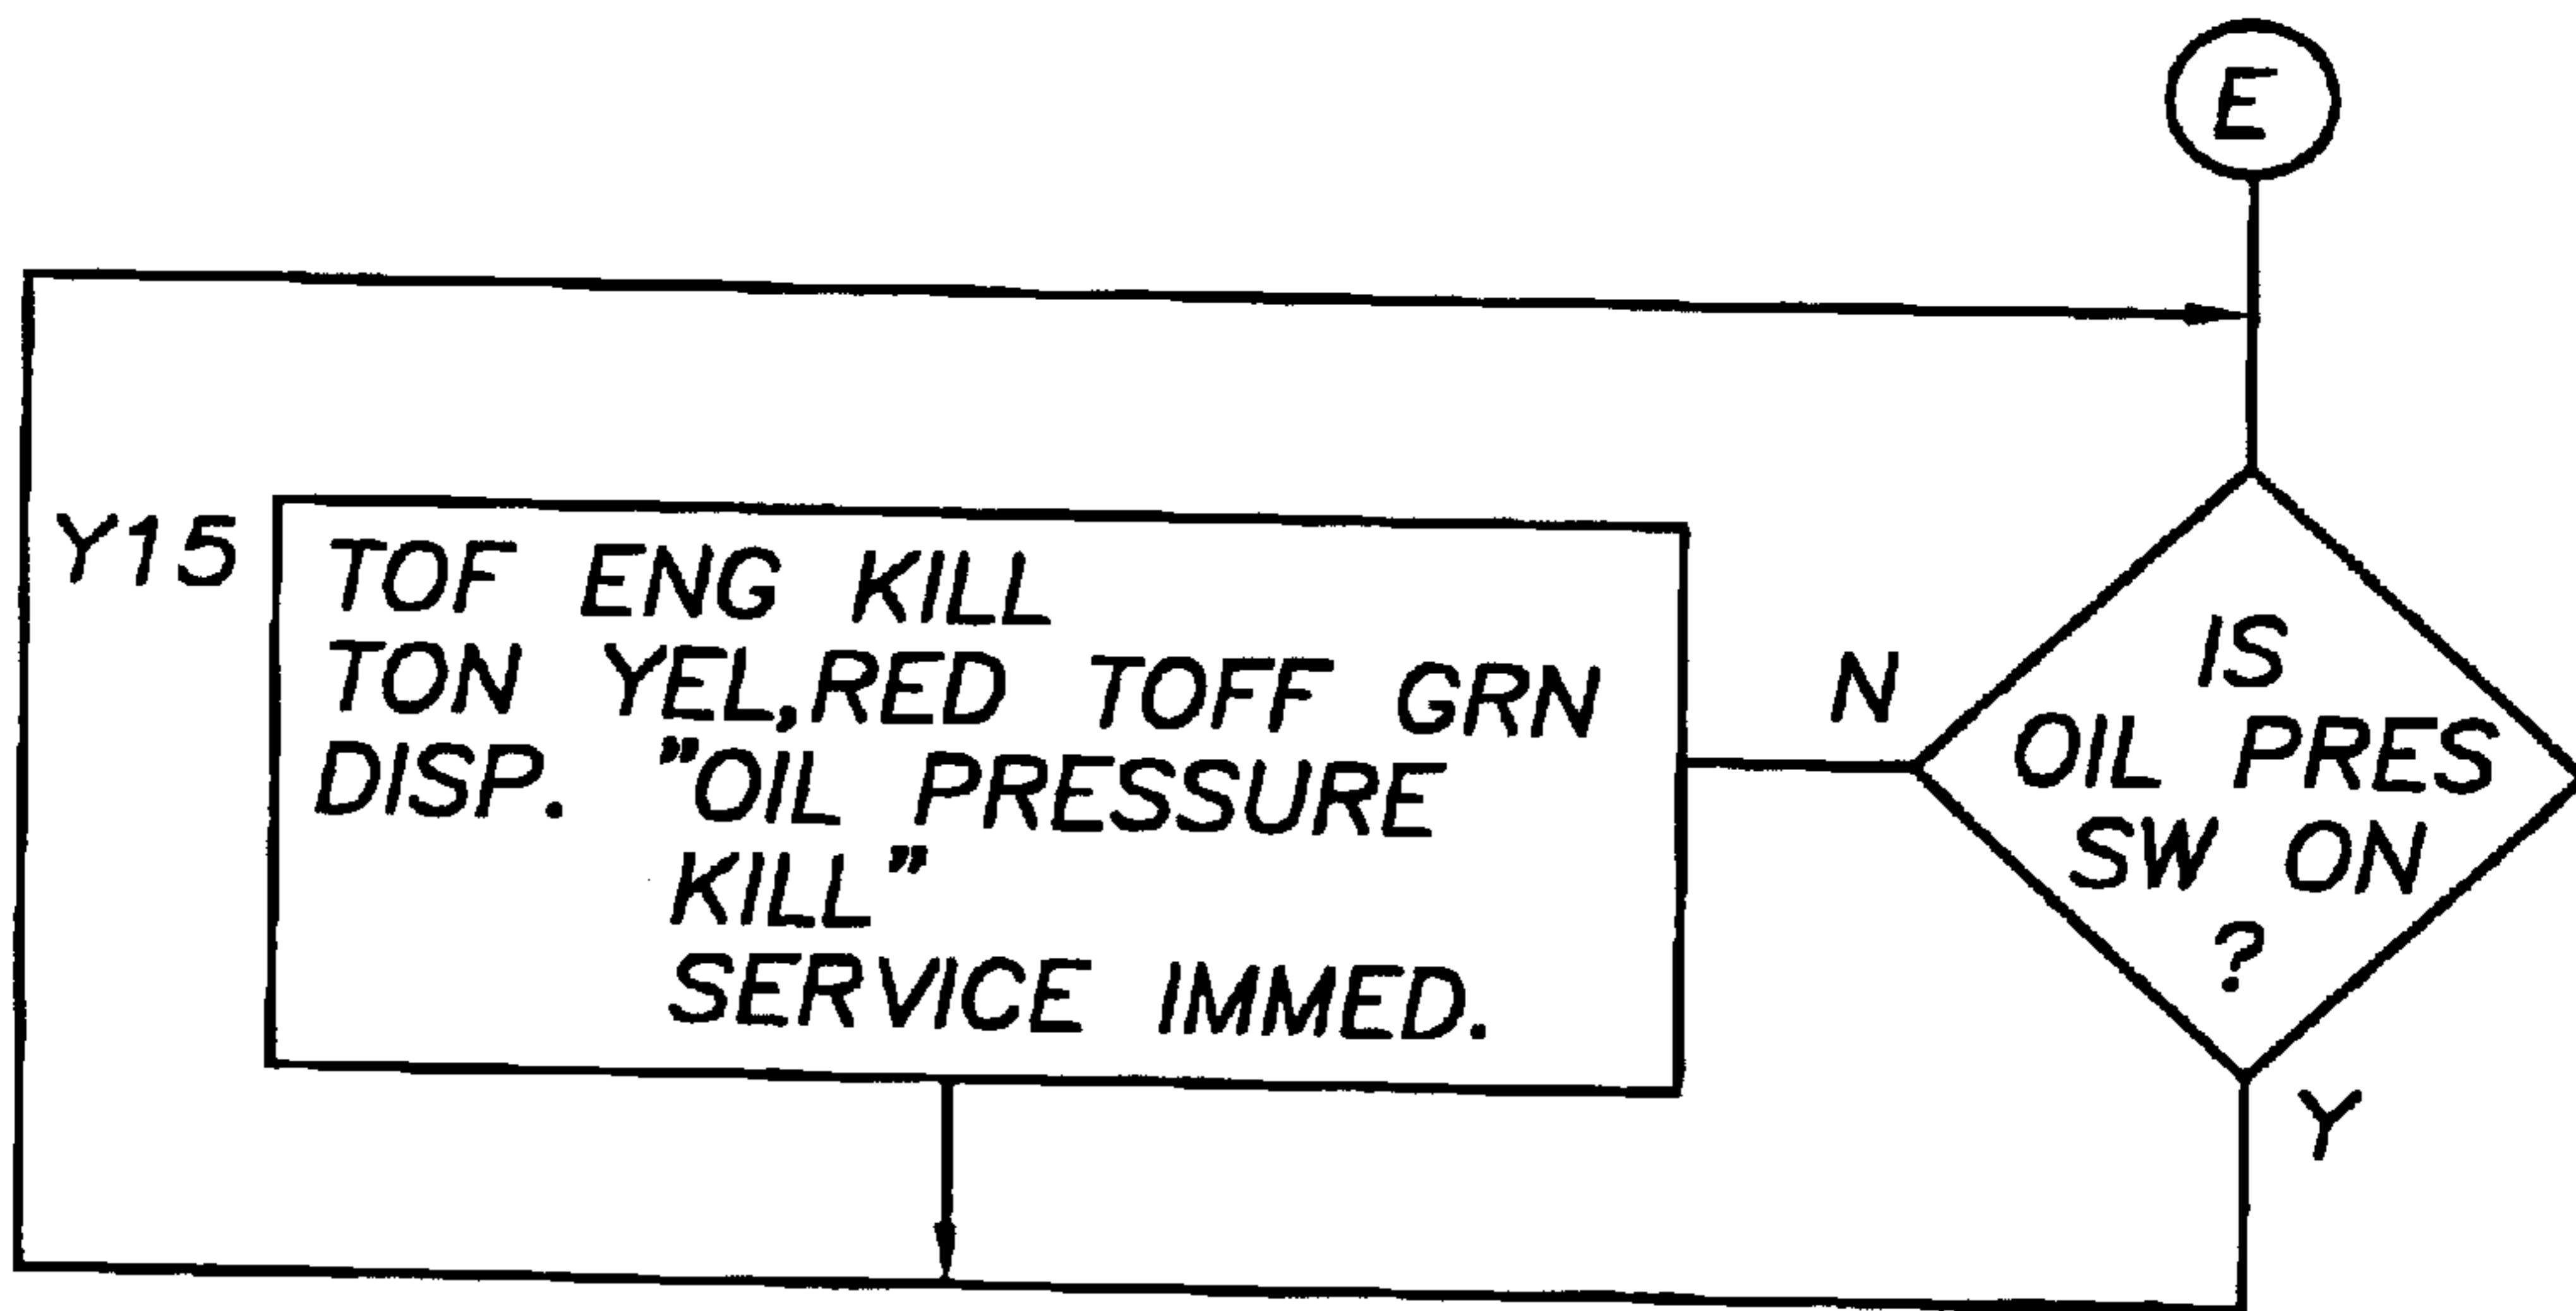 E
Y15
TOF ENG KILL
TON YEL,RED TOFF GRN
DISP. "OIL PRESSURE
KILL"
SERVICE IMMED.
N
IS
OIL PRES
SW ON
?
Y